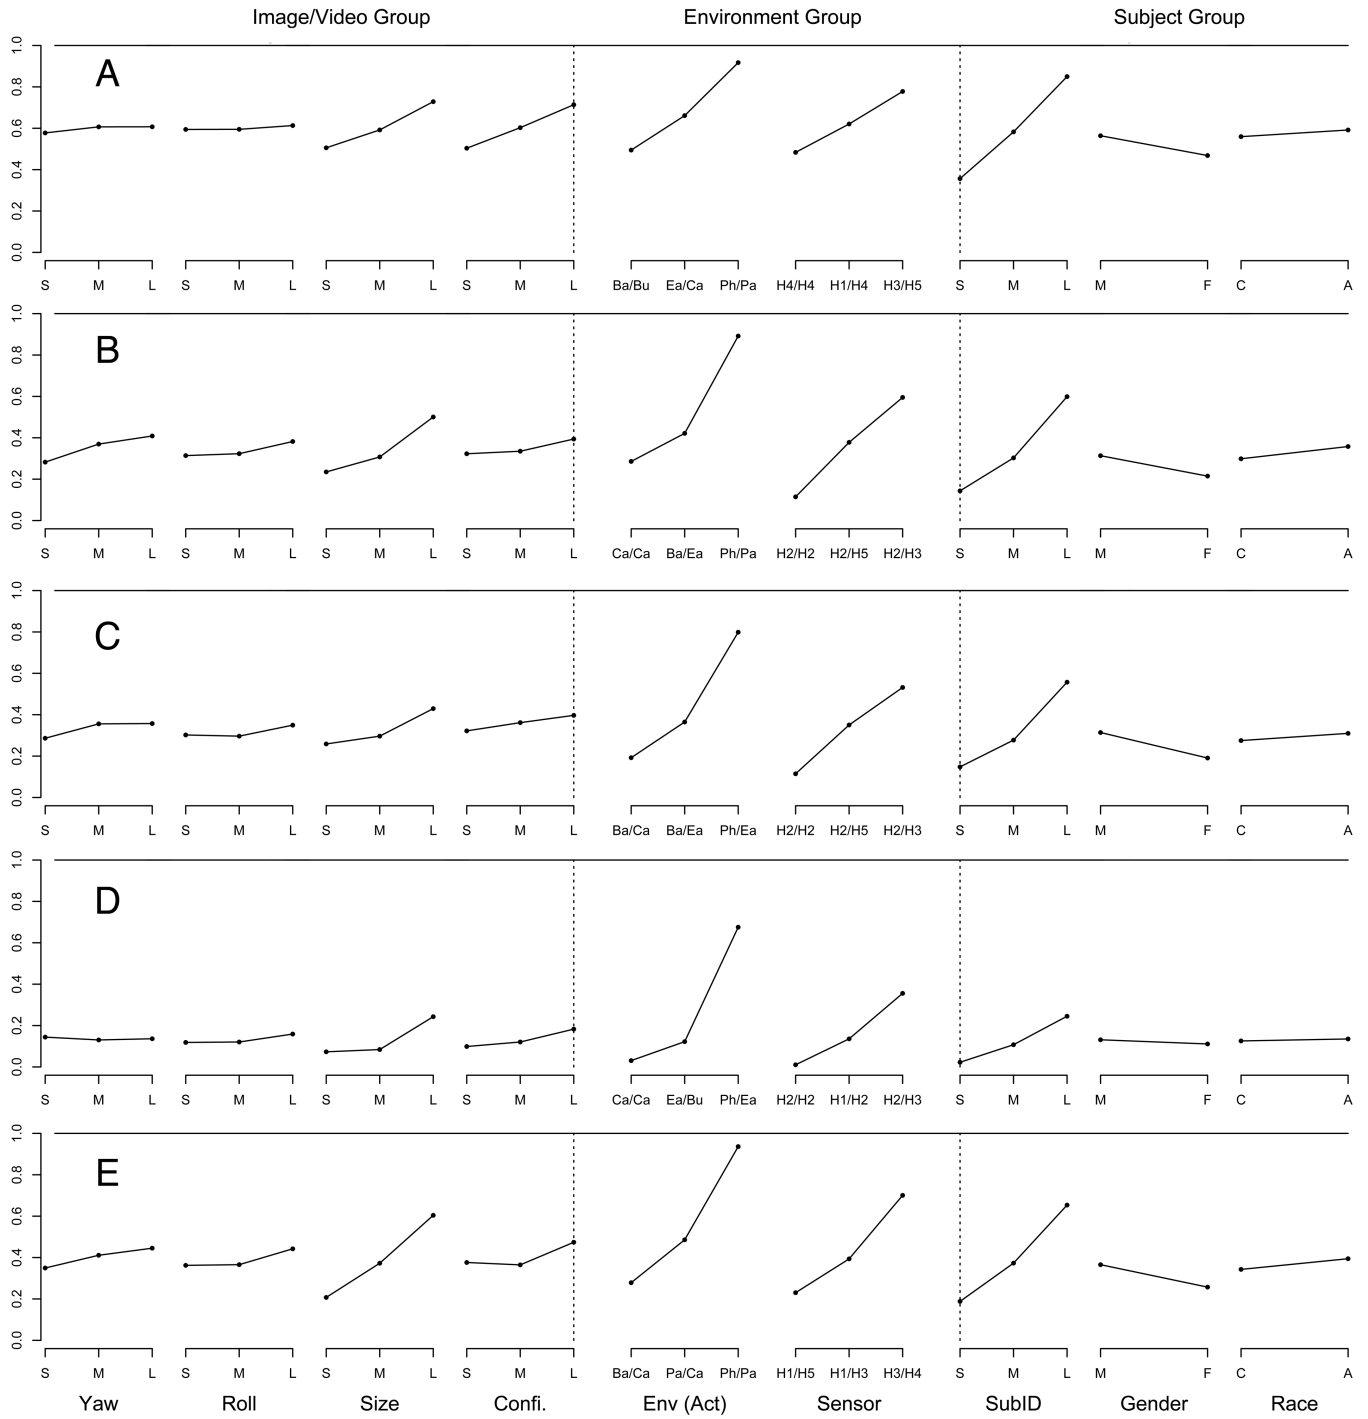 Image/Video Group Environment Group Subject Group
A
0.0 0.2 0.4 0.6 0.8 1.0
S M L S M L S M L S M L Ba/Bu Ea/Ca Ph/Pa H4/H4 H1/H4 H3/H5 S M L M F C A
B
0.0 0.2 0.4 0.6 0.8 1.0
S M L S M L S M L S M L Ca/Ca Ba/Ea Ph/Pa H2/H2 H2/H5 H2/H3 S M L M F C A
C
0.0 0.2 0.4 0.6 0.8 1.0
S M L S M L S M L S M L Ba/Ca Ba/Ea Ph/Ea H2/H2 H2/H5 H2/H3 S M L M F C A
D
0.0 0.2 0.4 0.6 0.8 1.0
S M L S M L S M L S M L Ca/Ca Ea/Bu Ph/Ea H2/H2 H1/H2 H2/H3 S M L M F C A
E
0.0 0.2 0.4 0.6 0.8 1.0
S M L S M L S M L S M L Ba/Ca Pa/Ca Ph/Pa H1/H5 H1/H3 H3/H4 S M L M F C A
Yaw Roll Size Confi. Env (Act) Sensor SubID Gender Race